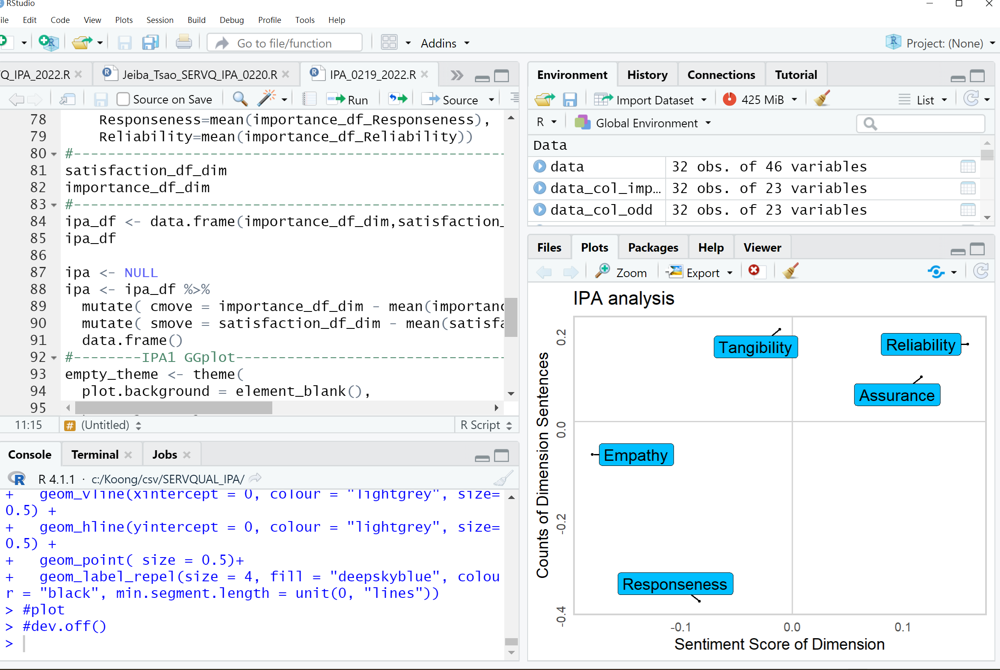 RStudio
ile Edit Code View Plots Session Build Debug Profile Tools Help
Go to file/function Addins Project: (None)
Q_IPA_2022.R Jeiba_Tsao_SERVQ_IPA_0220.R IPA_0219_2022.R
Source on Save Run Source
78 Responseness=mean(importance_df_Responseness),
79 Reliability=mean(importance_df_Reliability))
80 #---------------------------------------------------
81 satisfaction_df_dim
82 importance_df_dim
83 #---------------------------------------------------
84 ipa_df <- data.frame(importance_df_dim,satisfaction_
85 ipa_df
86
87 ipa <- NULL
88 ipa <- ipa_df %>%
89 mutate( cmove = importance_df_dim - mean(importanc
90 mutate( smove = satisfaction_df_dim - mean(satisfa
91 data.frame()
92 #--------IPA1 GGplot--------------------------------
93 empty_theme <- theme(
94 plot.background = element_blank(),
95
11:15 # (Untitled) R Script
Console Terminal Jobs
R R 4.1.1 · c:/Koong/csv/SERVQUAL_IPA/
+ geom_vline(xintercept = 0, colour = "lightgrey", size=
0.5) +
+ geom_hline(yintercept = 0, colour = "lightgrey", size=
0.5) +
+ geom_point( size = 0.5)+
+ geom_label_repel(size = 4, fill = "deepskyblue", colou
r = "black", min.segment.length = unit(0, "lines"))
> #plot
> #dev.off()
>
Environment History Connections Tutorial
Import Dataset 425 MiB List
R Global Environment
Data
data 32 obs. of 46 variables
data_col_imp… 32 obs. of 23 variables
data_col_odd 32 obs. of 23 variables
Files Plots Packages Help Viewer
Zoom Export
IPA analysis
Counts of Dimension Sentences
0.2
0.0
-0.2
-0.4
Tangibility
Reliability
Assurance
Empathy
Responseness
-0.1 0.0 0.1
Sentiment Score of Dimension